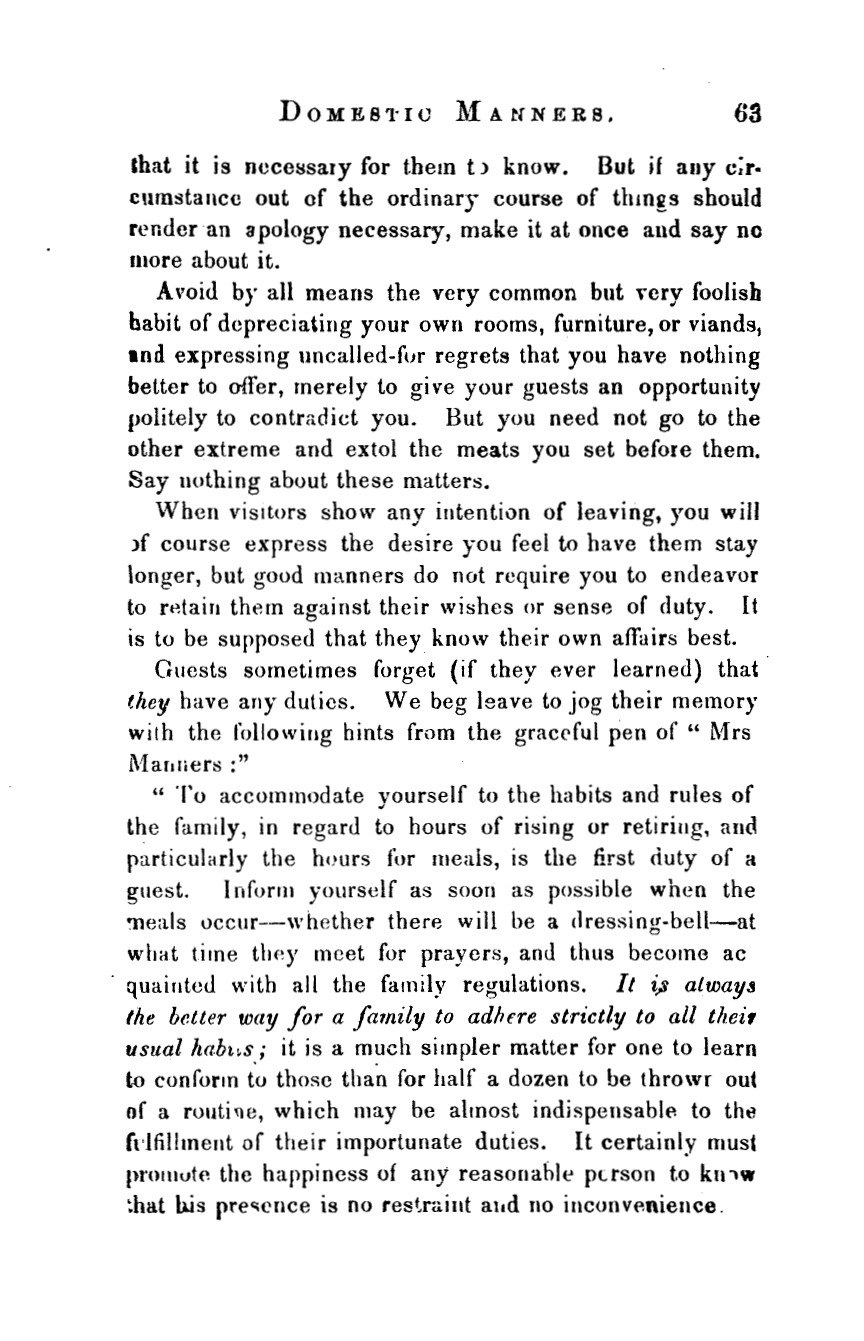 DOMESTIC MANNERS. 63
that it is necessary for them to know. But if any cir-
cumstance out of the ordinary course of things should
render an apology necessary, make it at once and say no
more about it.
Avoid by all means the very common but very foolish
habit of depreciating your own rooms, furniture, or viands,
and expressing uncalled-for regrets that you have nothing
better to offer, merely to give your guests an opportunity
politely to contradict you. But you need not go to the
other extreme and extol the meats you set before them.
Say nothing about these matters.
When visitors show any intention of leaving, you will
of course express the desire you feel to have them stay
longer, but good manners do not require you to endeavor
to retain them against their wishes or sense of duty. It
is to be supposed that they know their own affairs best.
Guests sometimes forget (if they ever learned) that
they have any duties. We beg leave to jog their memory
with the following hints from the graceful pen of " Mrs
Manners :"
" To accommodate yourself to the habits and rules of
the family, in regard to hours of rising or retiring, and
particularly the hours for meals, is the first duty of a
guest. Inform yourself as soon as possible when the
meals occur—whether there will be a dressing-bell—at
what time they meet for prayers, and thus become ac
quainted with all the family regulations. It is always
the better way for a family to adhere strictly to all their
usual habits; it is a much simpler matter for one to learn
to conform to those than for half a dozen to be thrown out
of a routine, which may be almost indispensable to the
fulfillment of their importunate duties. It certainly must
promote the happiness of any reasonable person to know
that his presence is no restraint and no inconvenience.